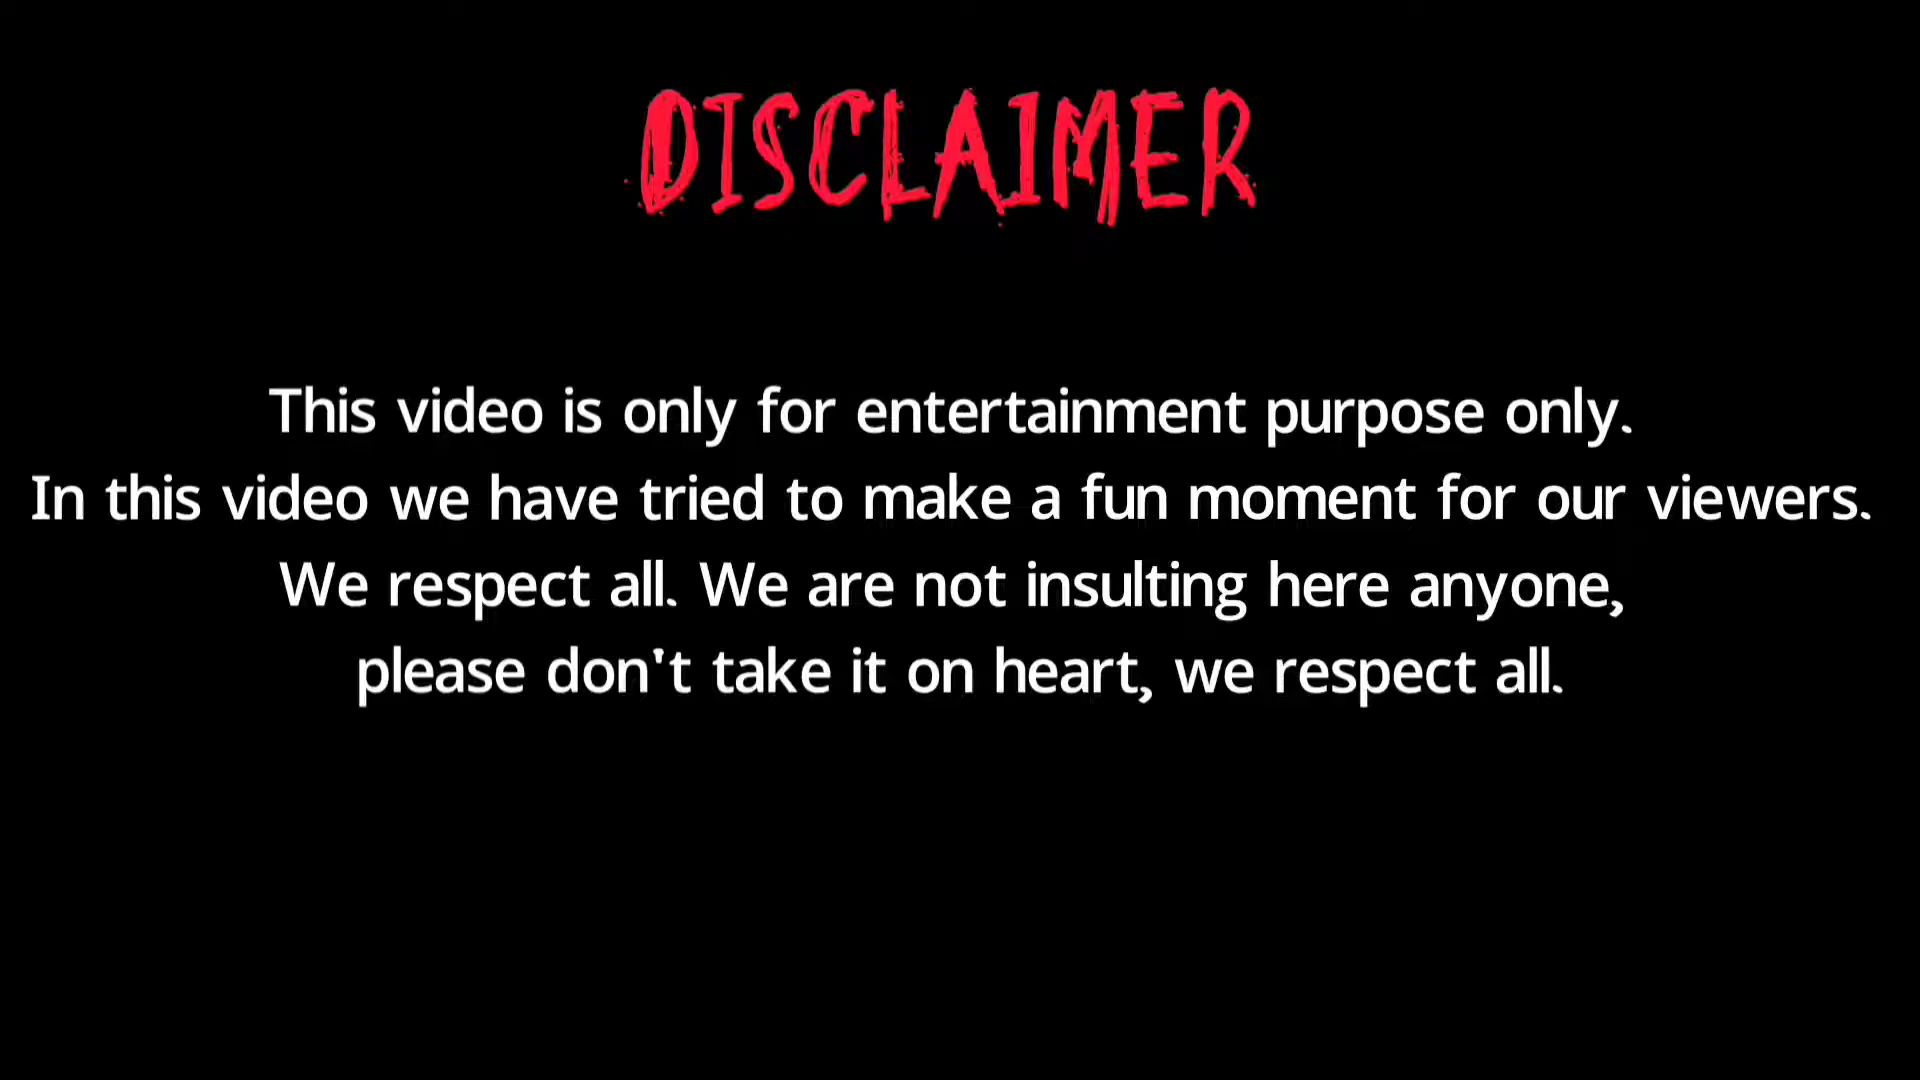 DISCLAIMER
This video is only for entertainment purpose only.
In this video we have tried to make a fun moment for our viewers.
We respect all. We are not insulting here anyone,
please don't take it on heart, we respect all.